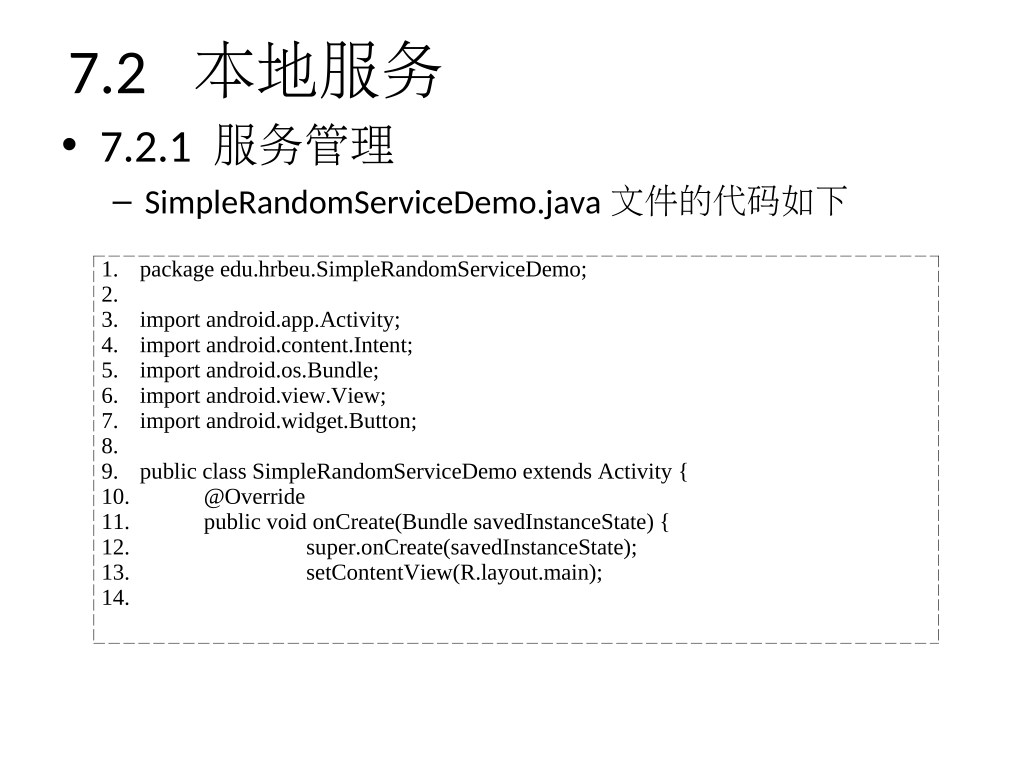 7.2 本地服务
• 7.2.1 服务管理
– SimpleRandomServiceDemo.java 文件的代码如下
1. package edu.hrbeu.SimpleRandomServiceDemo;
2.
3. import android.app.Activity;
4. import android.content.Intent;
5. import android.os.Bundle;
6. import android.view.View;
7. import android.widget.Button;
8.
9. public class SimpleRandomServiceDemo extends Activity {
10. @Override
11. public void onCreate(Bundle savedInstanceState) {
12. super.onCreate(savedInstanceState);
13. setContentView(R.layout.main);
14.